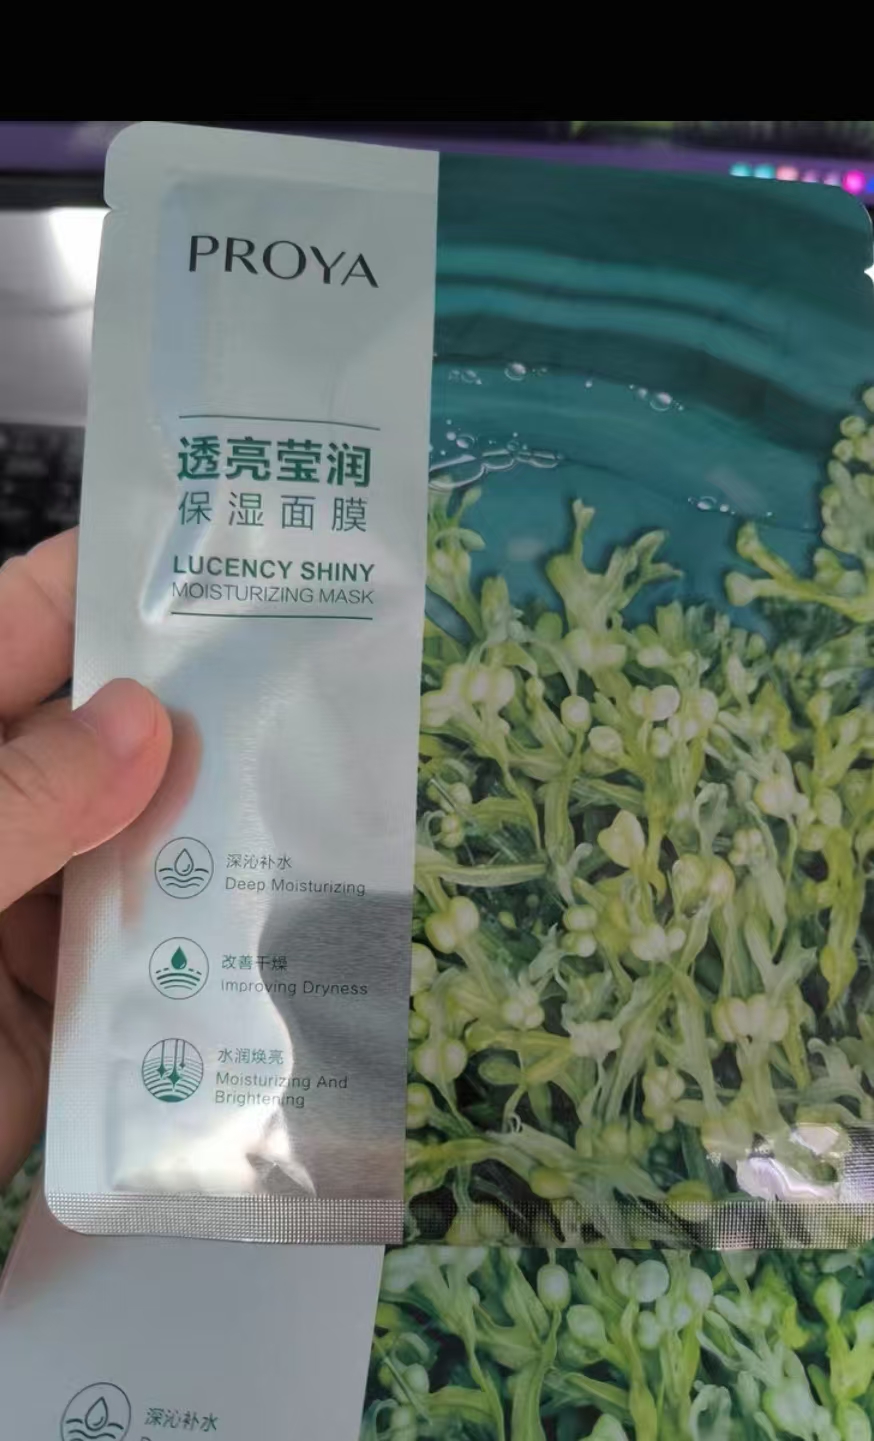 PROYA
透亮莹润
保湿面膜
LUCENCY SHINY
MOISTURIZING MASK
深沁补水
Deep Moisturizing
改善干燥
Improving Dryness
水润焕亮
Moisturizing And
Brightening
深沁补水